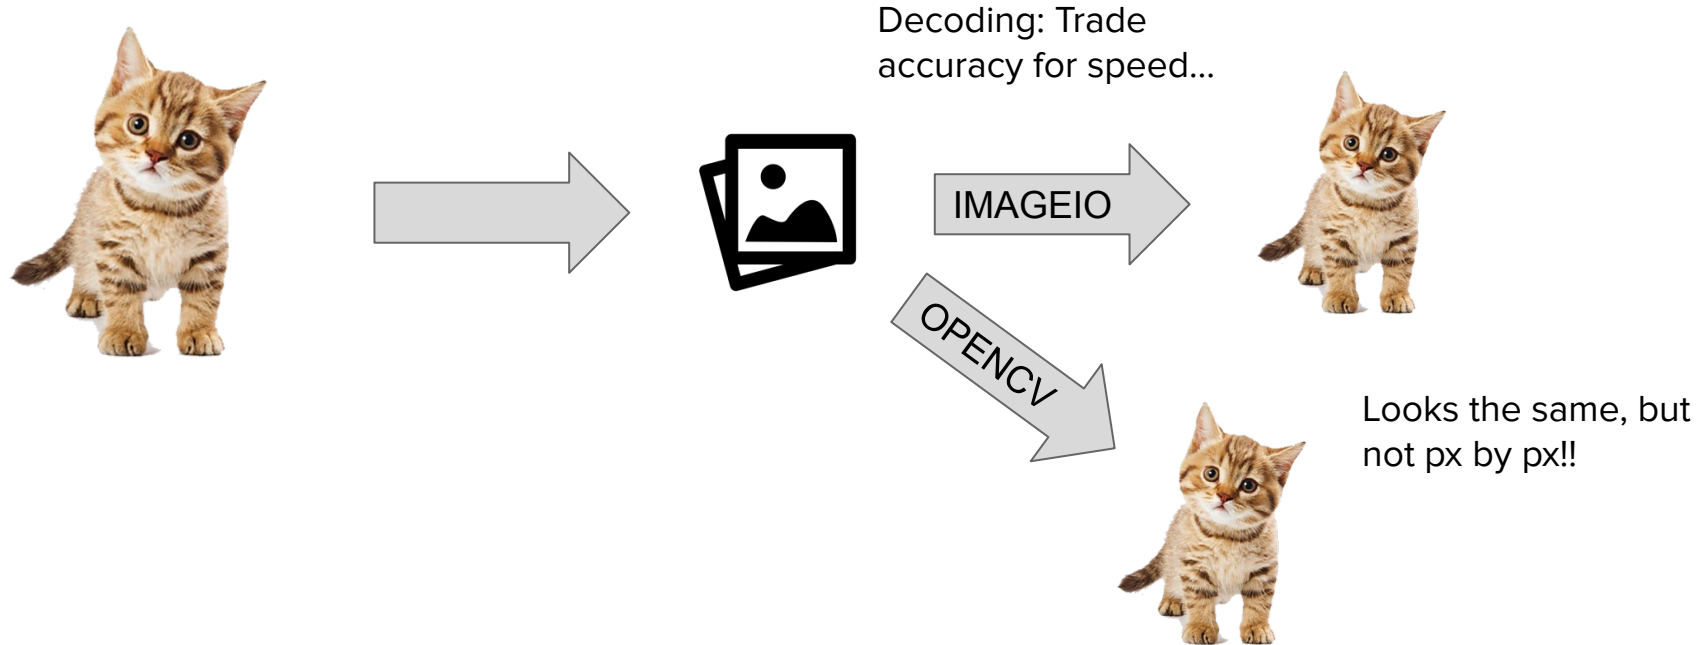 Decoding: Trade
accuracy for speed...
IMAGEIO
OPENCV
Looks the same, but
not px by px!!